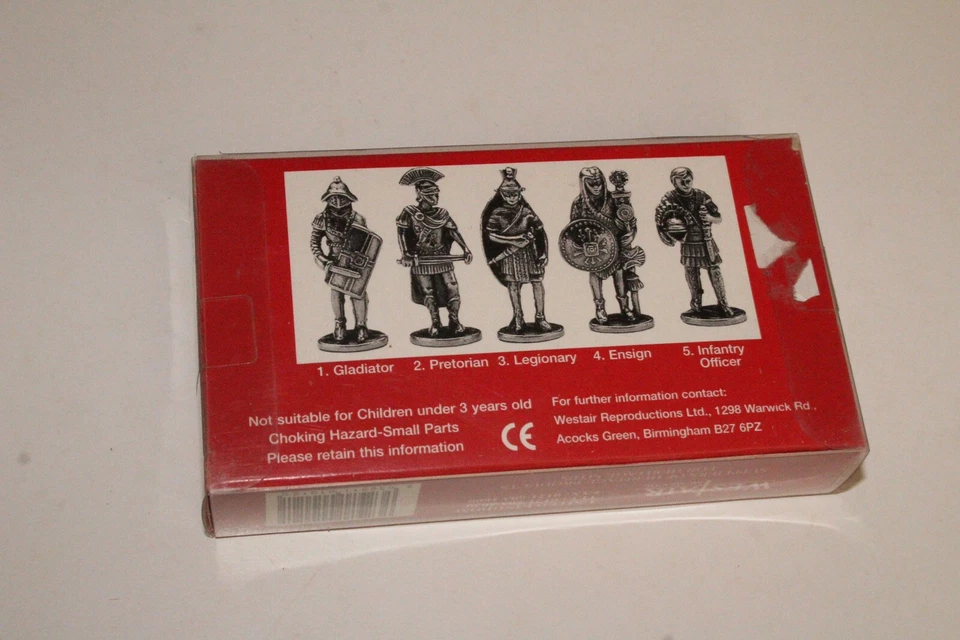 1. Gladiator 2. Pretorian 3. Legionary 4. Ensign 5. Infantry Officer
Not suitable for Children under 3 years old
Choking Hazard-Small Parts
Please retain this information
CE
For further information contact:
Westair Reproductions Ltd., 1298 Warwick Rd.,
Acocks Green, Birmingham B27 6PZ